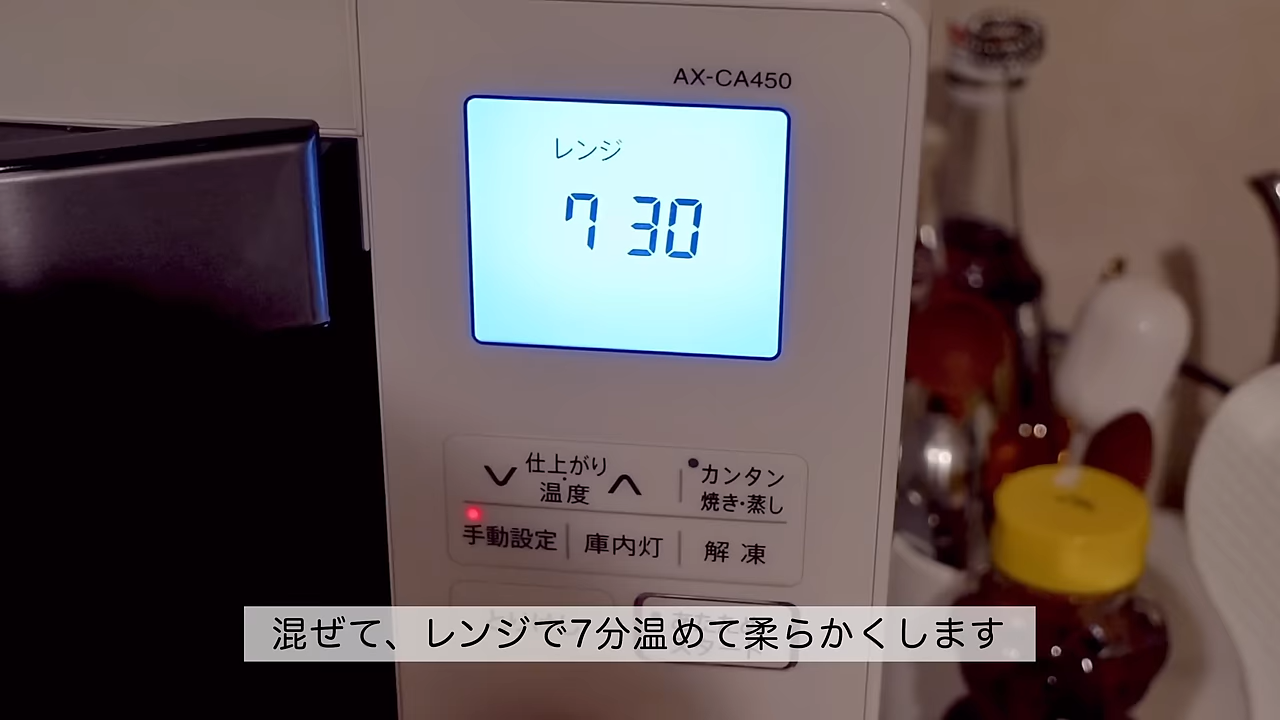 AX-CA450
レンジ
7 30
仕上がり
温度
カンタン
焼き・蒸し
手動設定
庫内灯
解凍
混ぜて、レンジで7分温めて柔らかくします